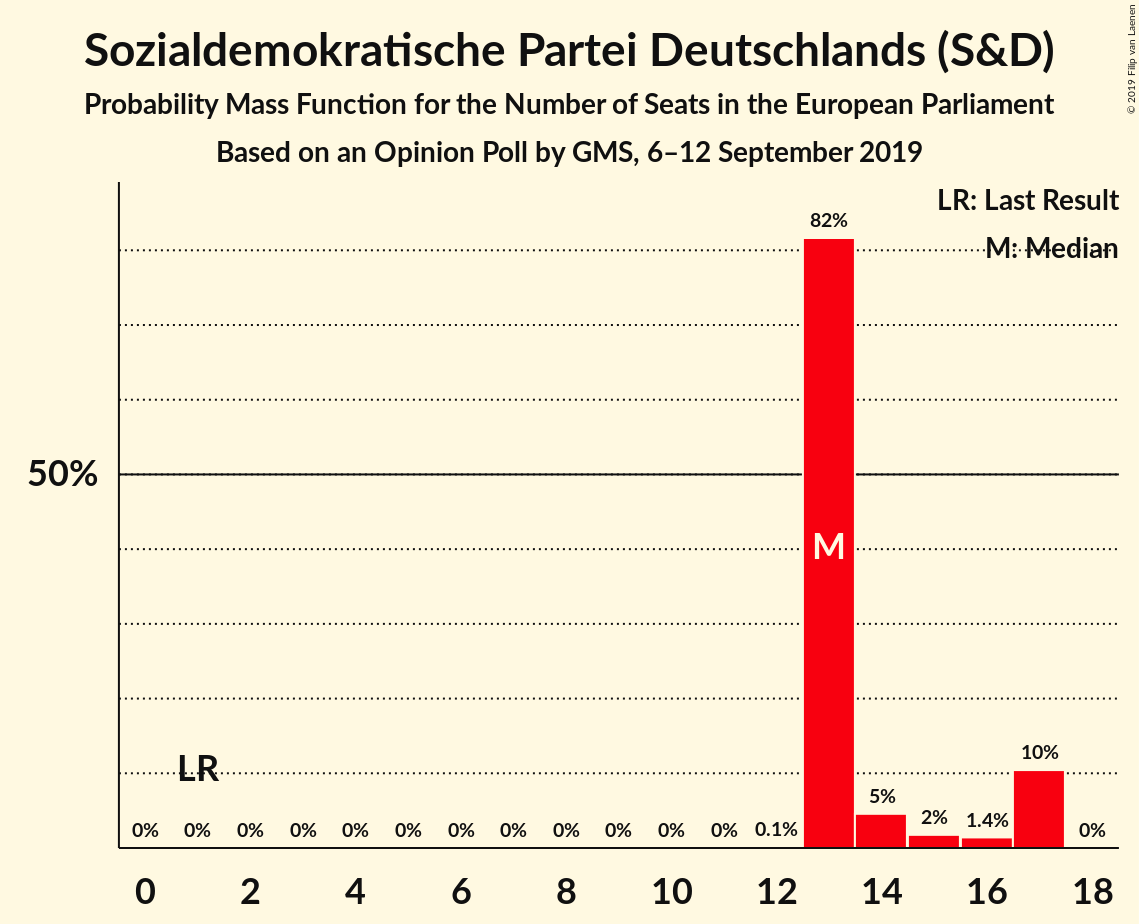 Sozialdemokratische Partei Deutschlands (S&D)
Probability Mass Function for the Number of Seats in the European Parliament
Based on an Opinion Poll by GMS, 6–12 September 2019
© 2019 Filip van Laenen
LR: Last Result
M: Median
82%
50%
M
LR
10%
5%
0% 0% 0% 0% 0% 0% 0% 0% 0% 0% 0% 0% 0.1% 2% 1.4% 0%
0 2 4 6 8 10 12 14 16 18